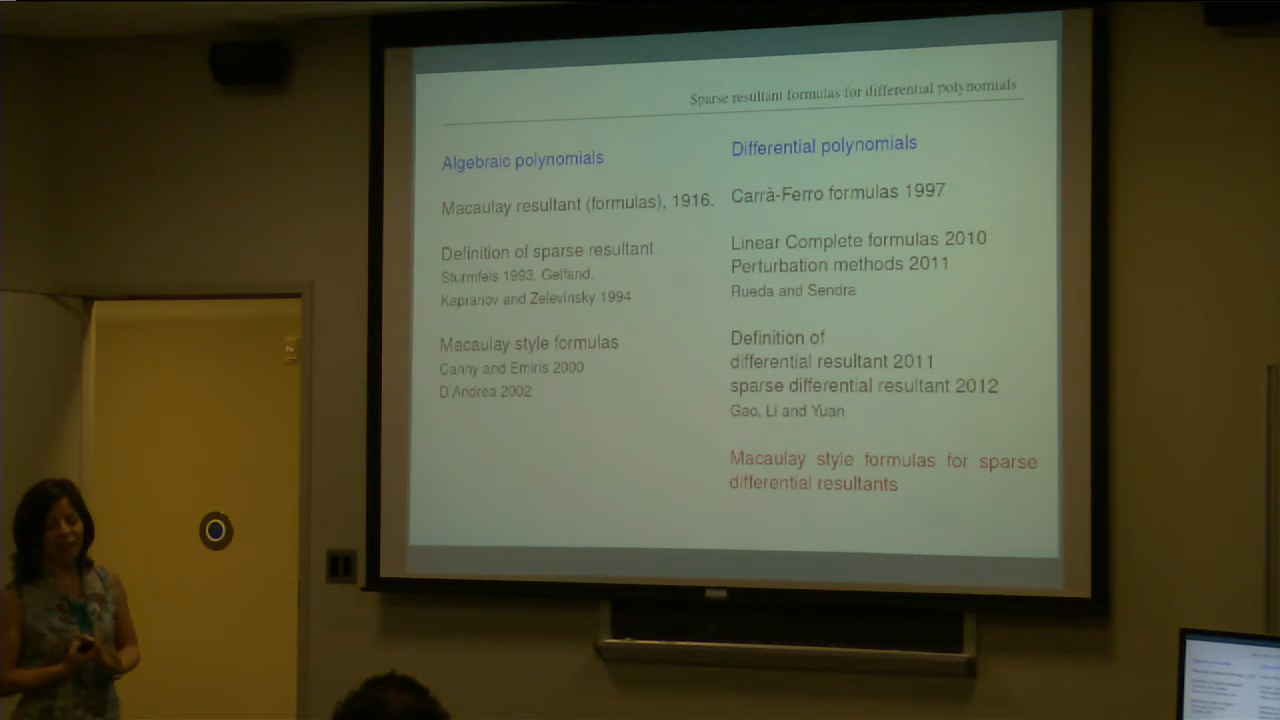 Sparse resultant formulas for differential polynomials
Algebraic polynomials
Macaulay resultant (formulas), 1916.
Definition of sparse resultant
Sturmfels 1993, Gelfand,
Kapranov and Zelevinsky 1994
Macaulay style formulas
Canny and Emiris 2000
D'Andrea 2002
Differential polynomials
Carrà-Ferro formulas 1997
Linear Complete formulas 2010
Perturbation methods 2011
Rueda and Sendra
Definition of
differential resultant 2011
sparse differential resultant 2012
Gao, Li and Yuan
Macaulay style formulas for sparse
differential resultants